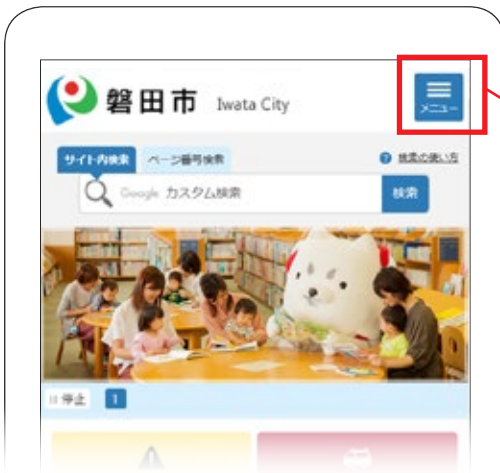 磐田市 Iwata City
メニュー
サイト内検索 ページ番号検索
検索の使い方
Google カスタム検索 検索
停止 1